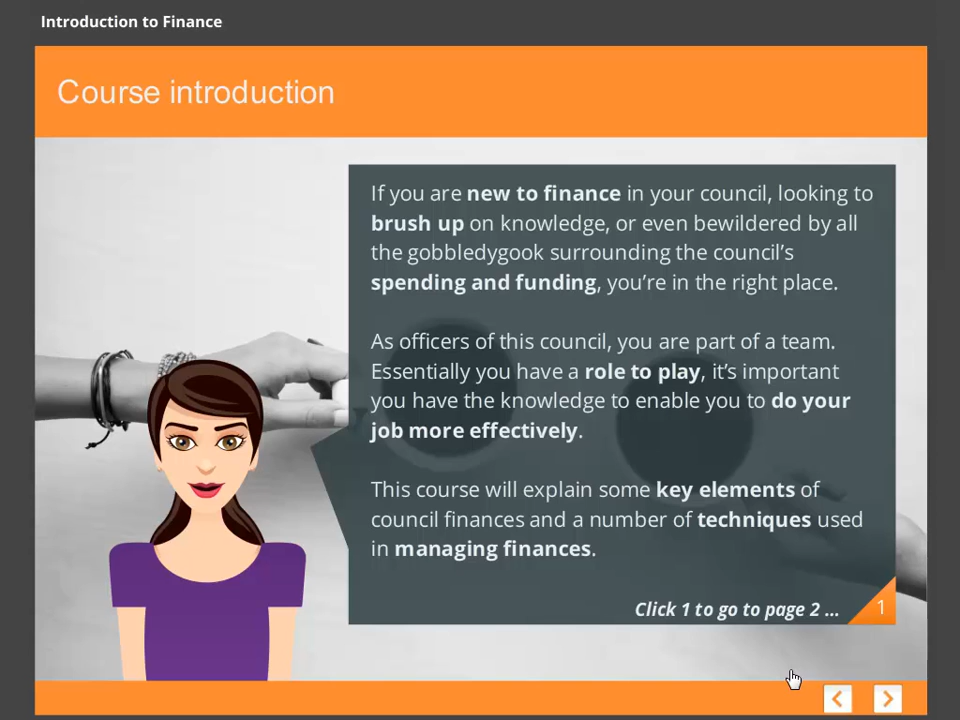 Introduction to Finance
Course introduction
If you are new to finance in your council, looking to
brush up on knowledge, or even bewildered by all
the gobbledygook surrounding the council’s
spending and funding, you’re in the right place.
As officers of this council, you are part of a team.
Essentially you have a role to play, it’s important
you have the knowledge to enable you to do your
job more effectively.
This course will explain some key elements of
council finances and a number of techniques used
in managing finances.
Click 1 to go to page 2 ...
1